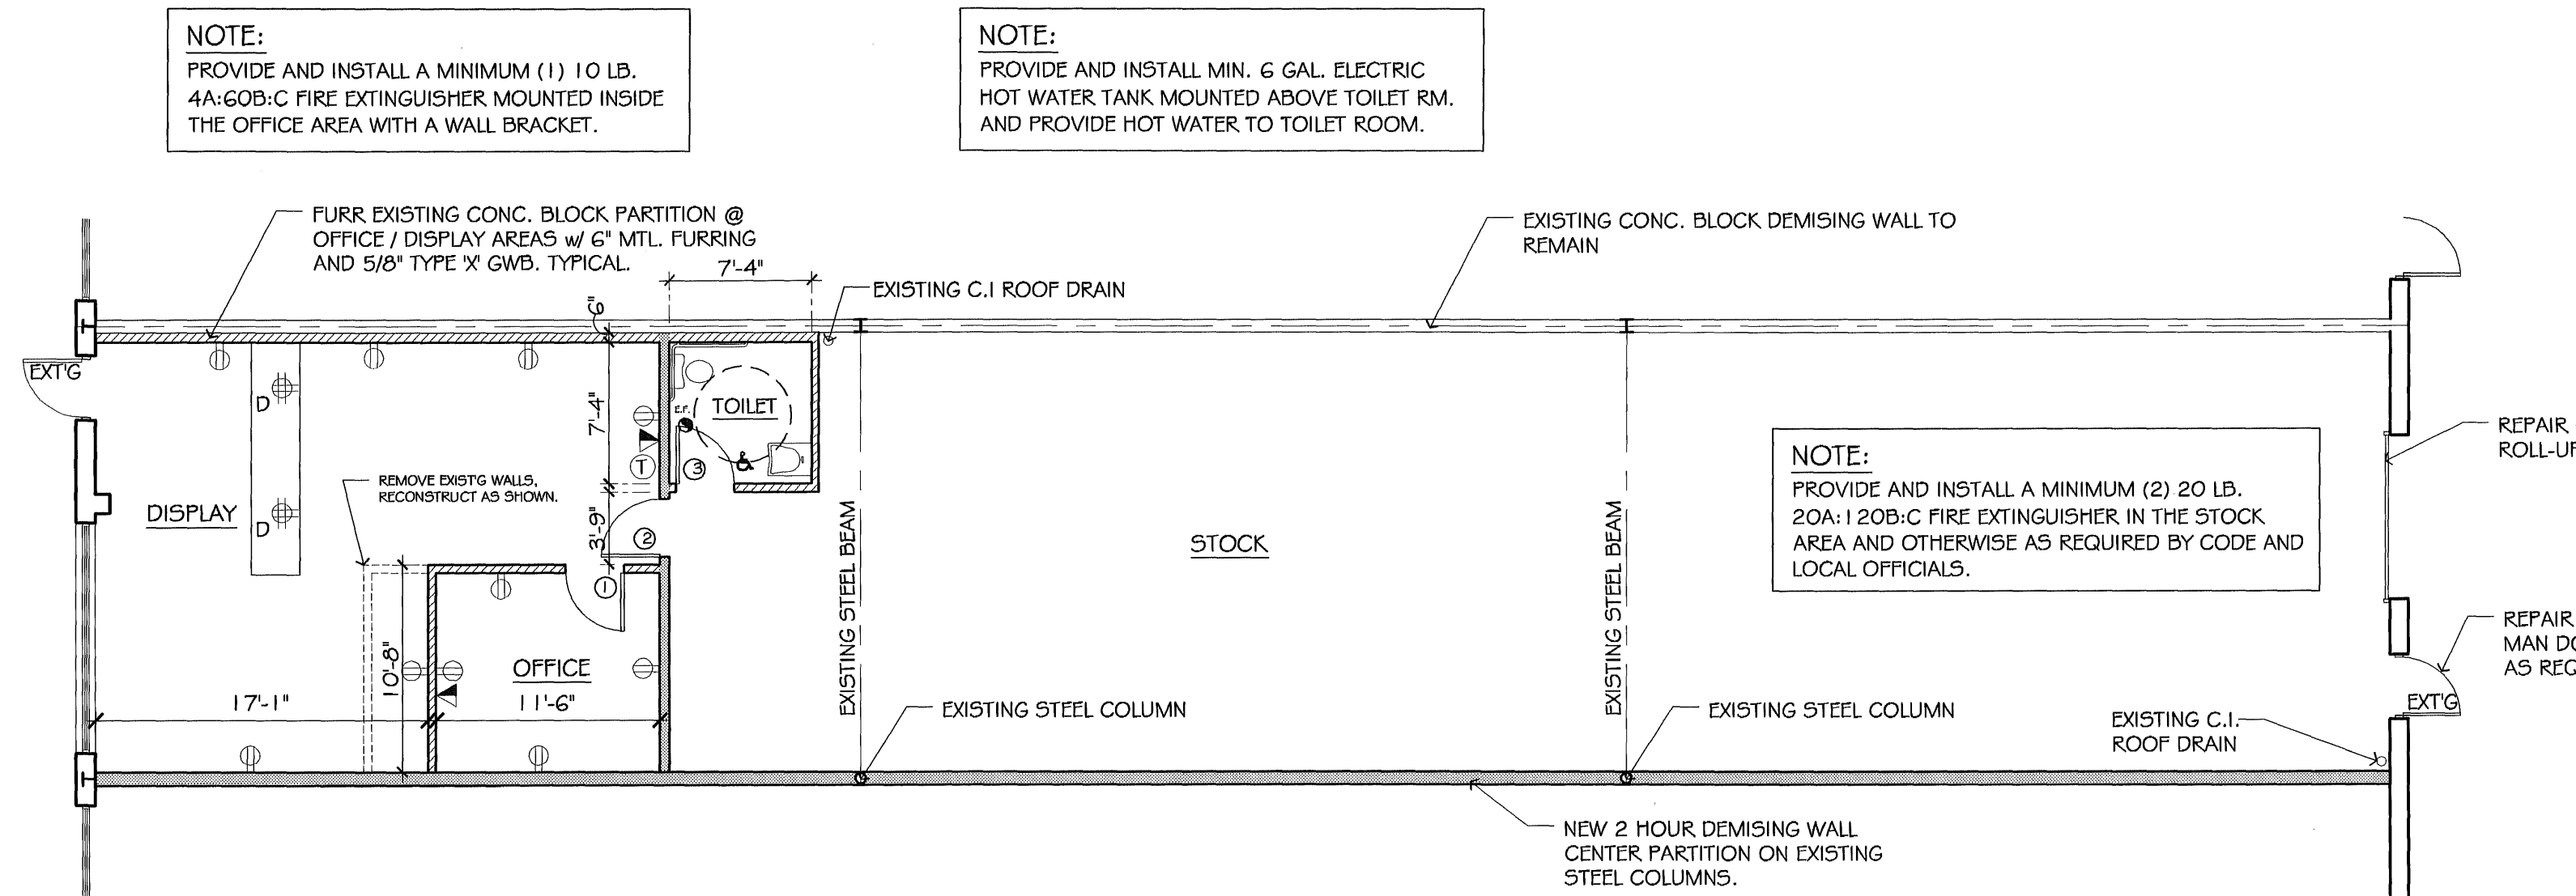 NOTE:
PROVIDE AND INSTALL A MINIMUM (1) 10 LB.
4A:60B:C FIRE EXTINGUISHER MOUNTED INSIDE
THE OFFICE AREA WITH A WALL BRACKET.
NOTE:
PROVIDE AND INSTALL MIN. 6 GAL. ELECTRIC
HOT WATER TANK MOUNTED ABOVE TOILET RM.
AND PROVIDE HOT WATER TO TOILET ROOM.
FURR EXISTING CONC. BLOCK PARTITION @
OFFICE / DISPLAY AREAS w/ 6" MTL. FURRING
AND 5/8" TYPE 'X' GWB. TYPICAL.
7'-4"
EXISTING C.I ROOF DRAIN
EXISTING CONC. BLOCK DEMISING WALL TO
REMAIN
6"
EXT'G
D
7'-4"
E.F.
TOILET
T
3
REMOVE EXIST'G WALLS,
RECONSTRUCT AS SHOWN.
DISPLAY
D
3'-9"
2
1
STOCK
EXISTING STEEL BEAM
EXISTING STEEL BEAM
NOTE:
PROVIDE AND INSTALL A MINIMUM (2) 20 LB.
20A:120B:C FIRE EXTINGUISHER IN THE STOCK
AREA AND OTHERWISE AS REQUIRED BY CODE AND
LOCAL OFFICIALS.
REPAIR
ROLL-UF
REPAIR
MAN DO
AS REQ
10'-8"
OFFICE
17'-1"
11'-6"
EXISTING STEEL COLUMN
EXISTING STEEL COLUMN
EXT'G
EXISTING C.I.
ROOF DRAIN
NEW 2 HOUR DEMISING WALL
CENTER PARTITION ON EXISTING
STEEL COLUMNS.